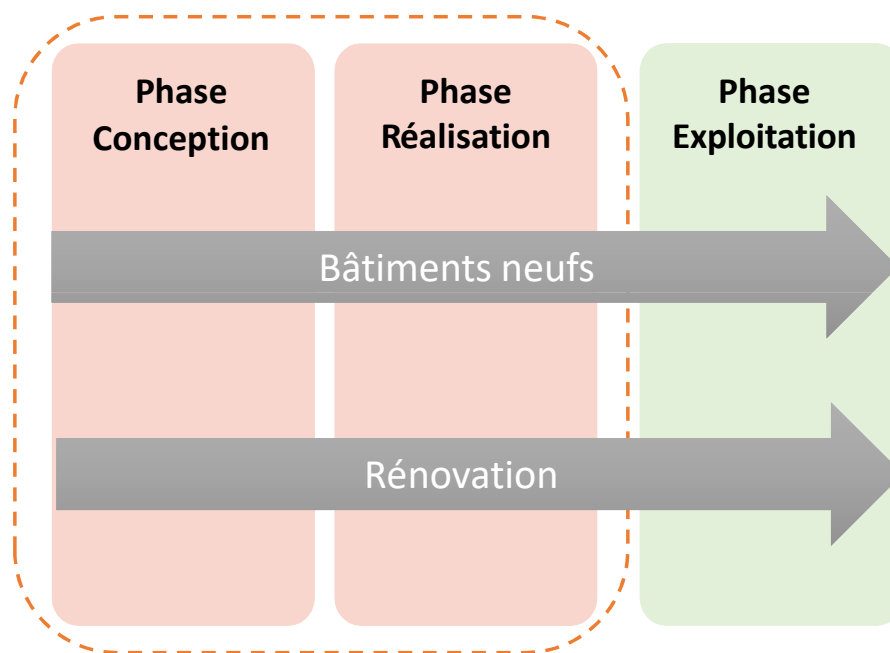 Phase
Conception
Phase
Réalisation
Phase
Exploitation
Bâtiments neufs
Rénovation